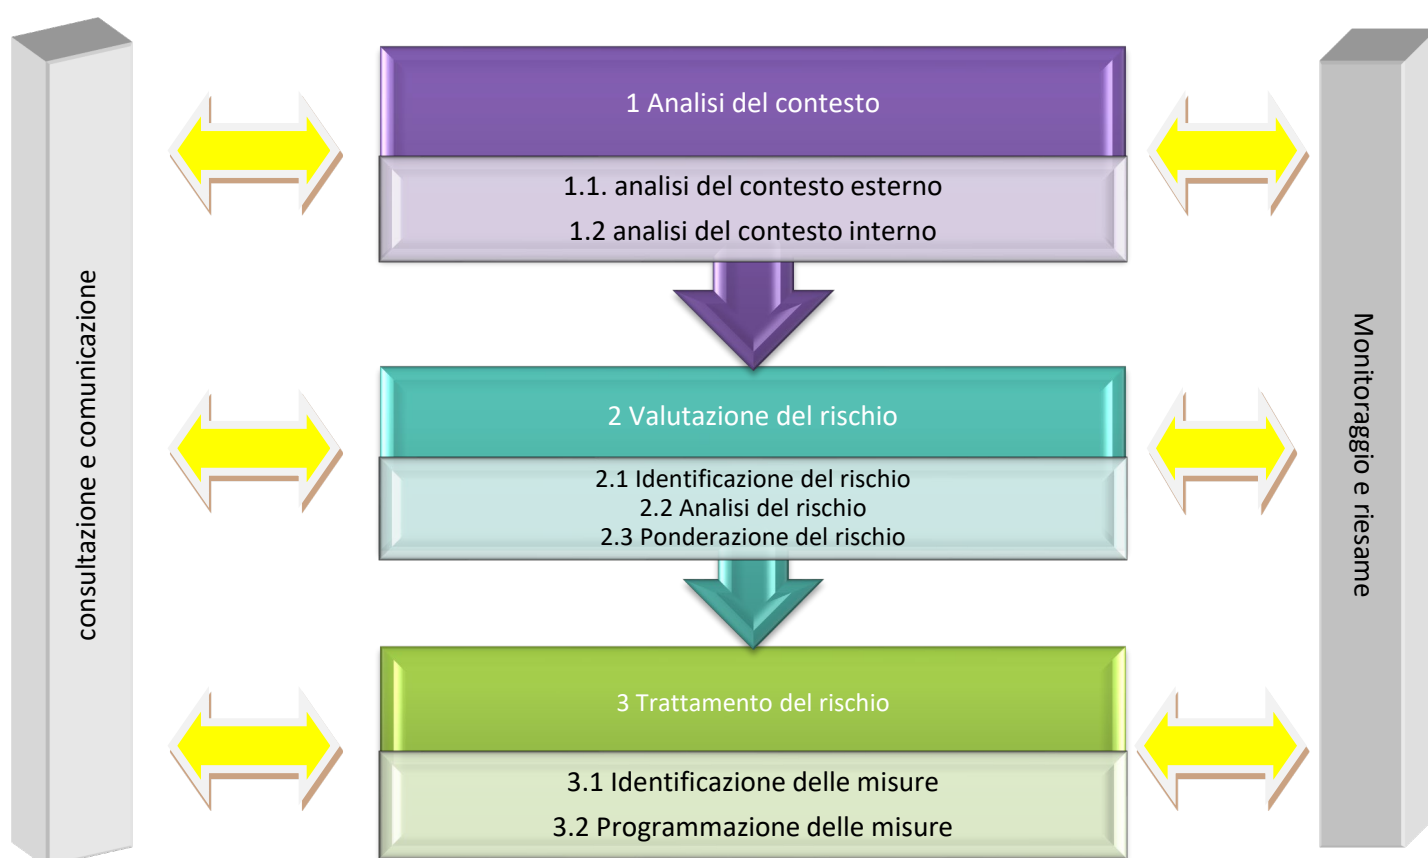 consultazione e comunicazione
1 Analisi del contesto
1.1. analisi del contesto esterno
1.2 analisi del contesto interno
2 Valutazione del rischio
2.1 Identificazione del rischio
2.2 Analisi del rischio
2.3 Ponderazione del rischio
3 Trattamento del rischio
3.1 Identificazione delle misure
3.2 Programmazione delle misure
Monitoraggio e riesame